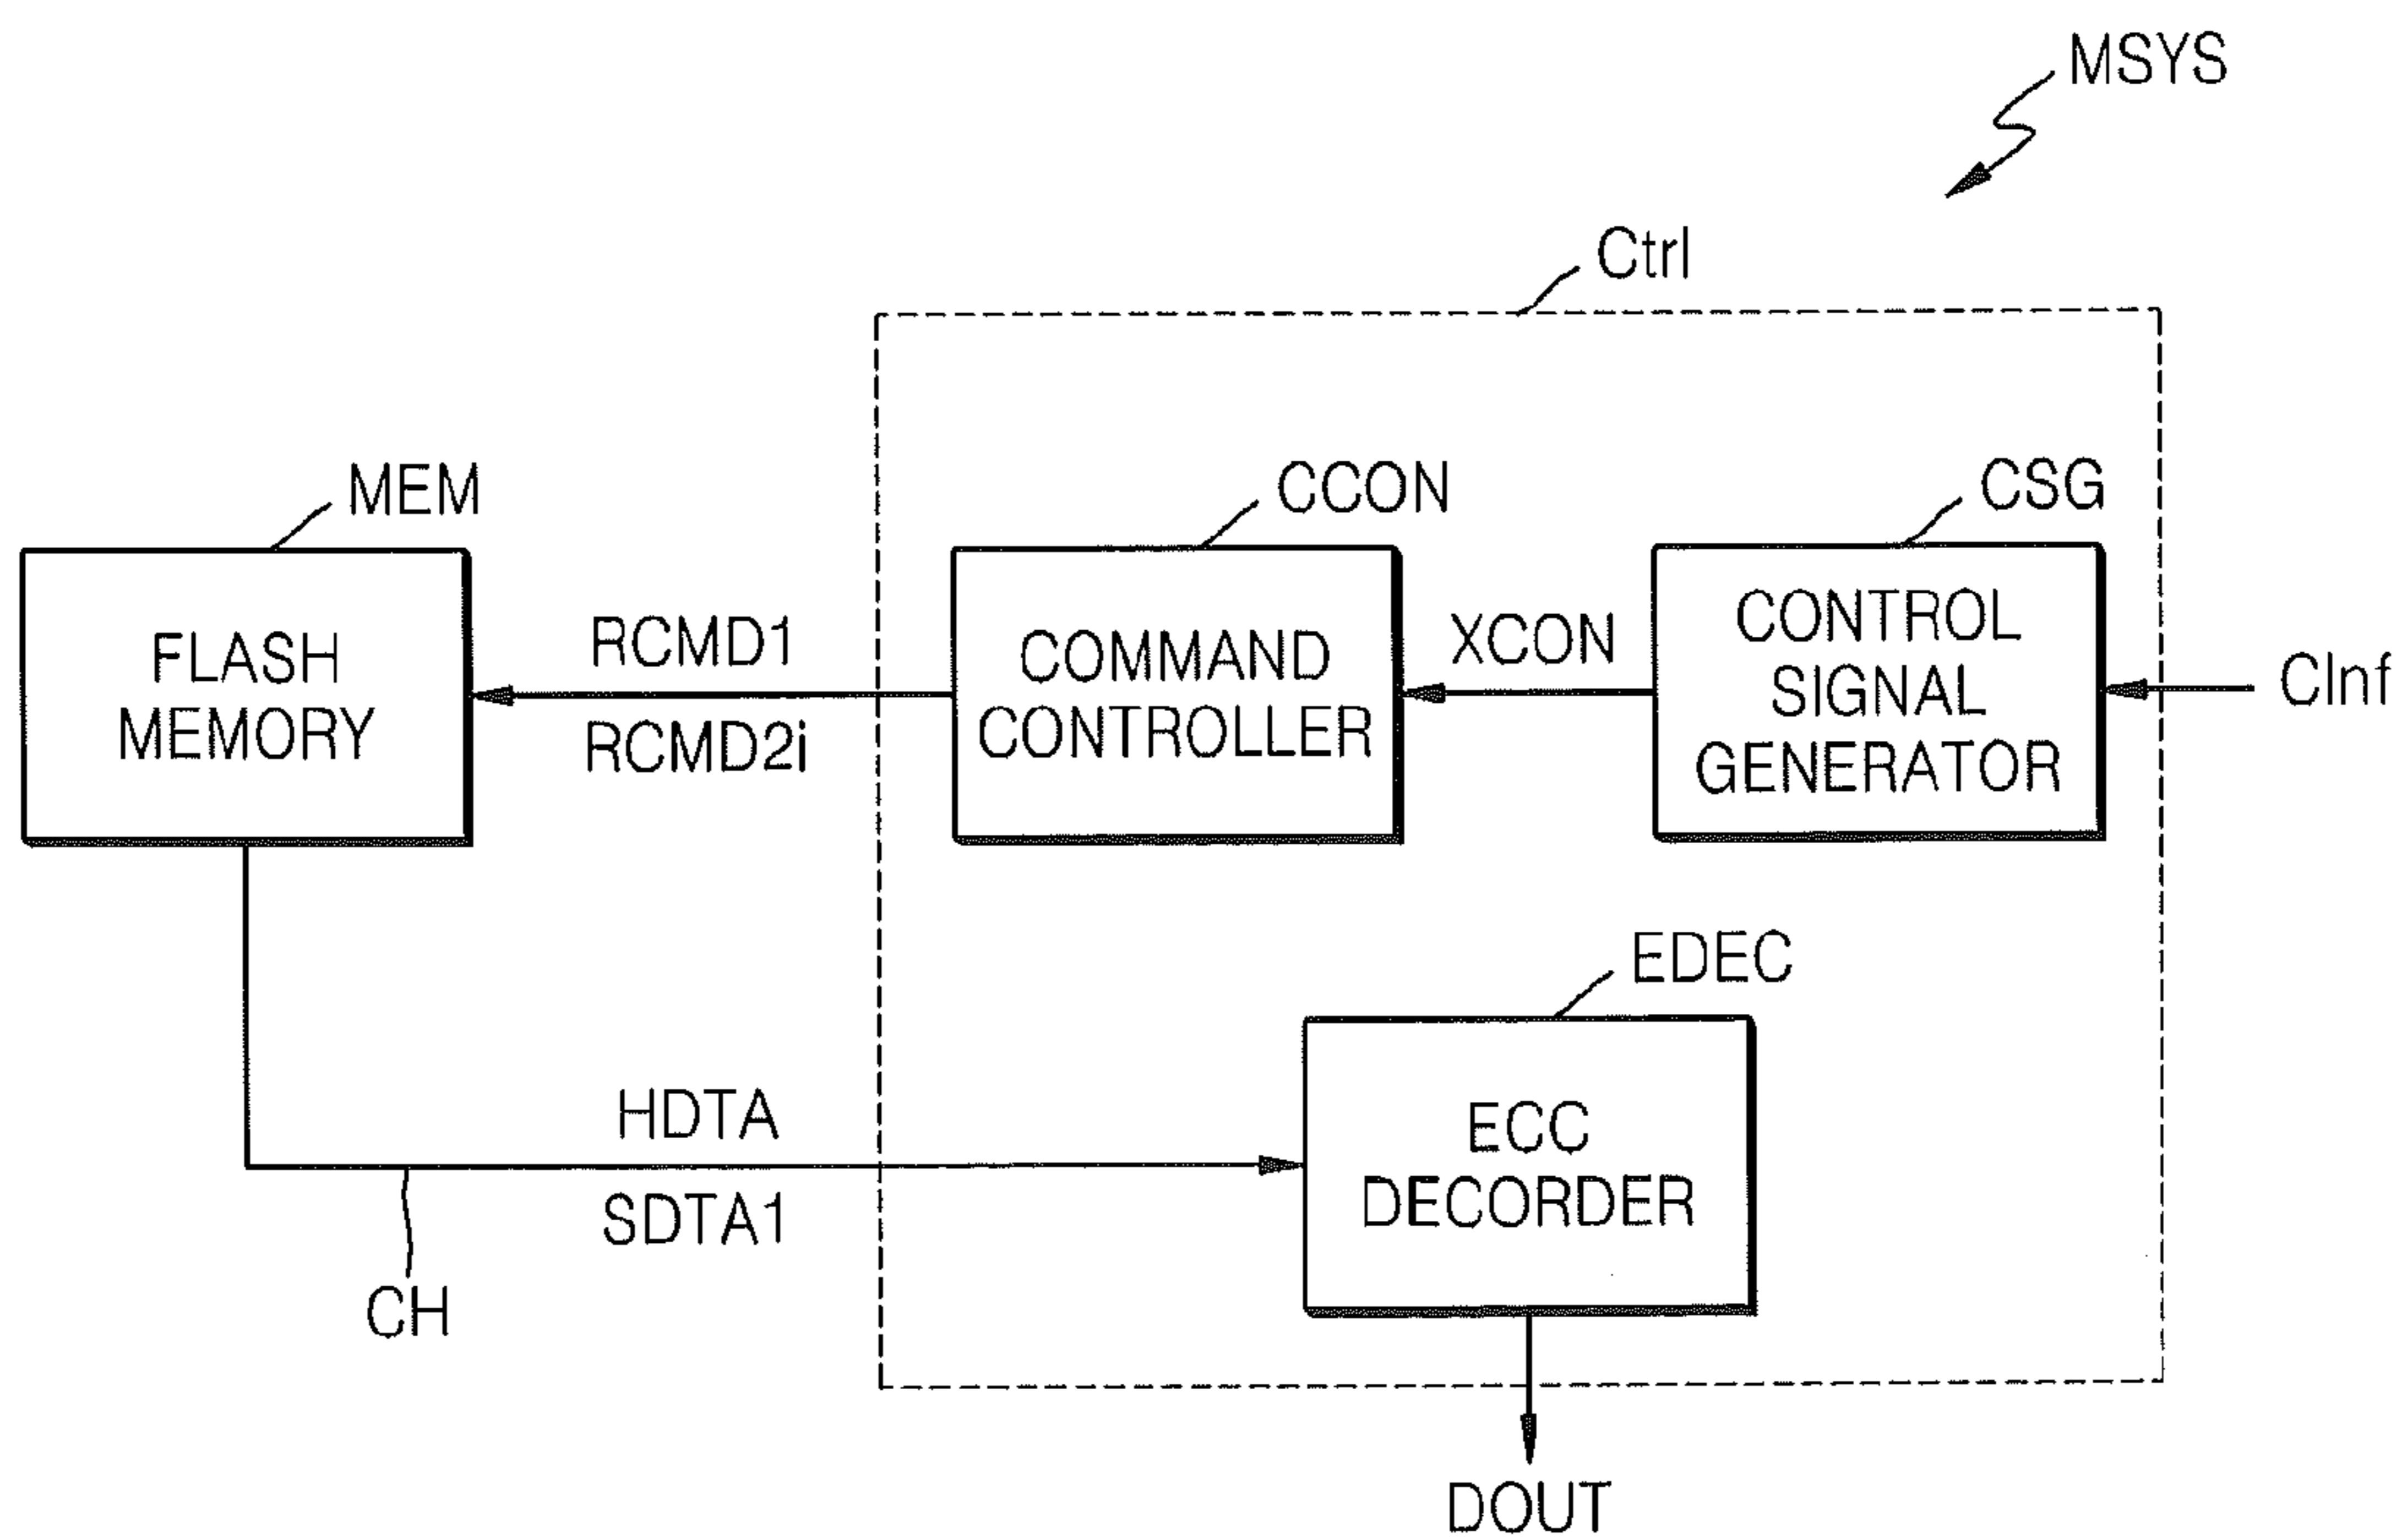 MSYS
Ctrl
MEM
CCON
CSG
FLASH
MEMORY
RCMD1
RCMD2i
COMMAND
CONTROLLER
XCON
CONTROL
SIGNAL
GENERATOR
CInf
EDEC
HDTA
SDTA1
ECC
DECORDER
CH
DOUT